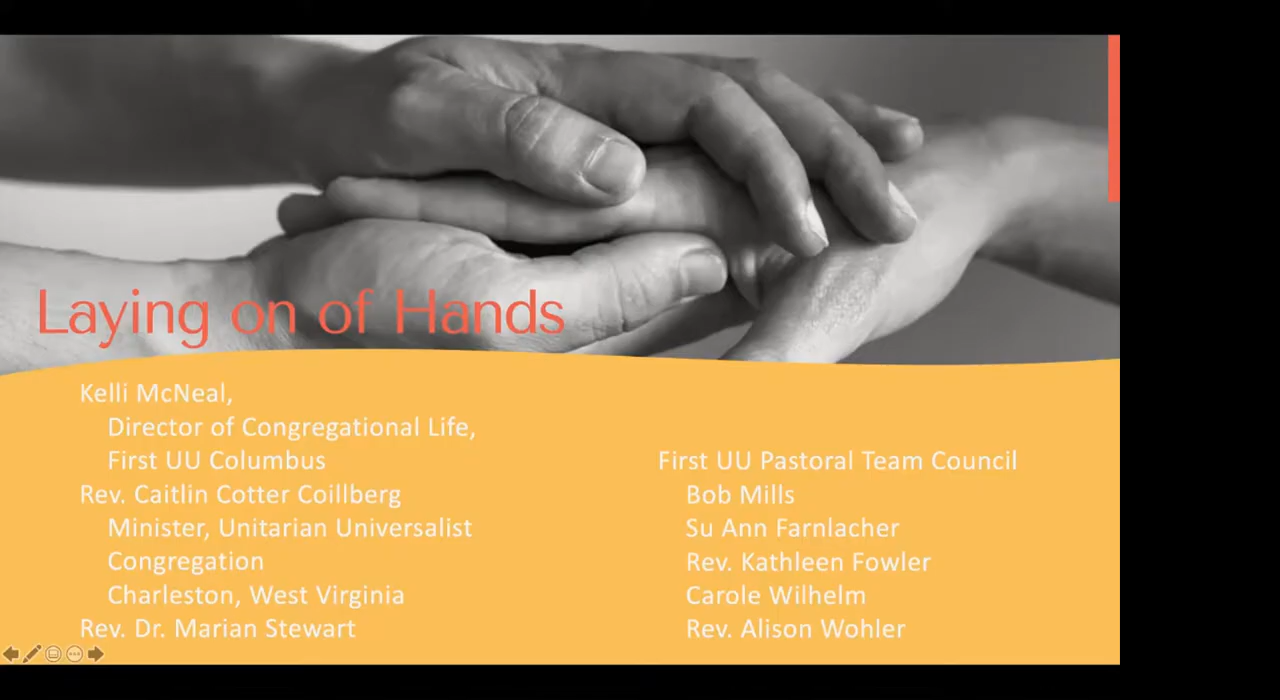 Laying on of Hands
Kelli McNeal,
Director of Congregational Life,
First UU Columbus
Rev. Caitlin Cotter Coillberg
Minister, Unitarian Universalist
Congregation
Charleston, West Virginia
Rev. Dr. Marian Stewart
First UU Pastoral Team Council
Bob Mills
Su Ann Farnlacher
Rev. Kathleen Fowler
Carole Wilhelm
Rev. Alison Wohler